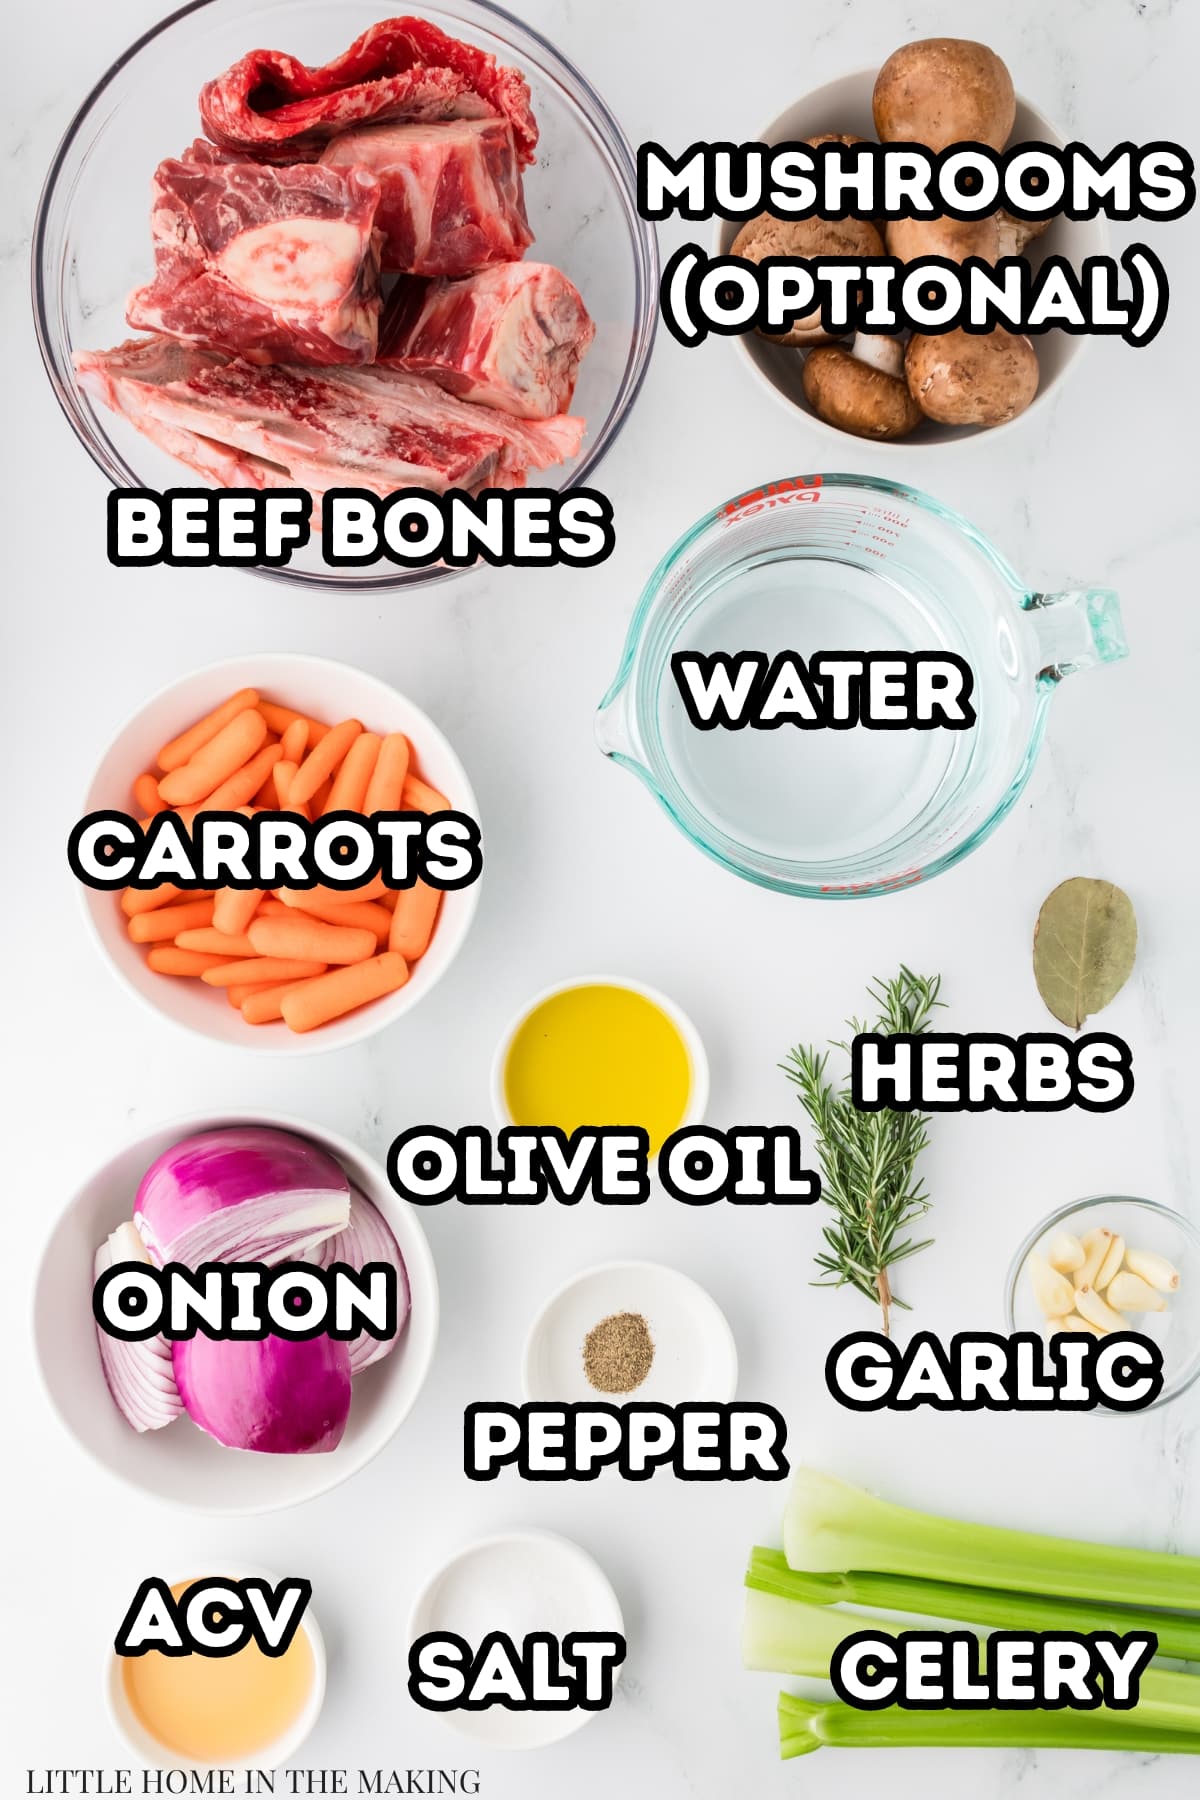 MUSHROOMS
(OPTIONAL)
BEEF BONES
pyrex
WATER
CARROTS
HERBS
OLIVE OIL
ONION
GARLIC
PEPPER
ACV
SALT
CELERY
LITTLE HOME IN THE MAKING